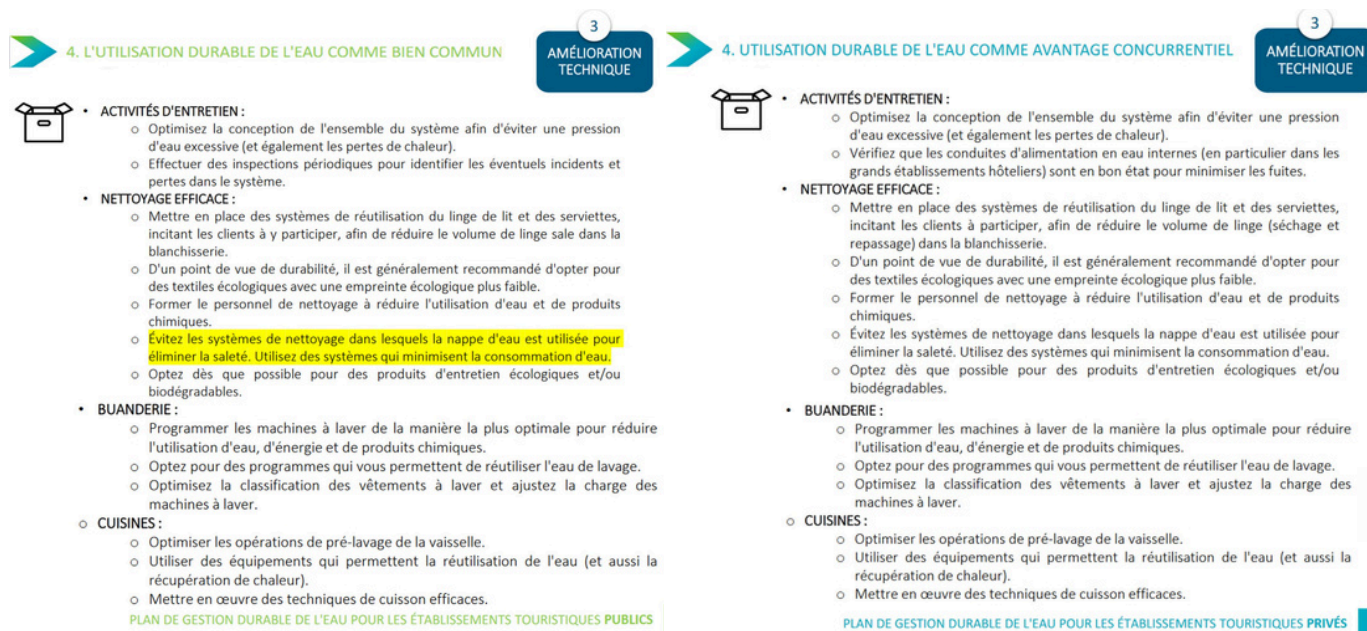 4. L'UTILISATION DURABLE DE L'EAU COMME BIEN COMMUN
3
AMÉLIORATION
TECHNIQUE
• ACTIVITÉS D'ENTRETIEN :
o Optimisez la conception de l'ensemble du système afin d'éviter une pression
d'eau excessive (et également les pertes de chaleur).
o Effectuer des inspections périodiques pour identifier les éventuels incidents et
pertes dans le système.
• NETTOYAGE EFFICACE :
o Mettre en place des systèmes de réutilisation du linge de lit et des serviettes,
incitant les clients à y participer, afin de réduire le volume de linge sale dans la
blanchisserie.
o D'un point de vue de durabilité, il est généralement recommandé d'opter pour
des textiles écologiques avec une empreinte écologique plus faible.
o Former le personnel de nettoyage à réduire l'utilisation d'eau et de produits
chimiques.
o Évitez les systèmes de nettoyage dans lesquels la nappe d'eau est utilisée pour
éliminer la saleté. Utilisez des systèmes qui minimisent la consommation d'eau.
o Optez dès que possible pour des produits d'entretien écologiques et/ou
biodégradables.
• BUANDERIE :
o Programmer les machines à laver de la manière la plus optimale pour réduire
l'utilisation d'eau, d'énergie et de produits chimiques.
o Optez pour des programmes qui vous permettent de réutiliser l'eau de lavage.
o Optimisez la classification des vêtements à laver et ajustez la charge des
machines à laver.
o CUISINES :
o Optimiser les opérations de pré-lavage de la vaisselle.
o Utiliser des équipements qui permettent la réutilisation de l'eau (et aussi la
récupération de chaleur).
o Mettre en œuvre des techniques de cuisson efficaces.
PLAN DE GESTION DURABLE DE L'EAU POUR LES ÉTABLISSEMENTS TOURISTIQUES PUBLICS
4. UTILISATION DURABLE DE L'EAU COMME AVANTAGE CONCURRENTIEL
3
AMÉLIORATION
TECHNIQUE
• ACTIVITÉS D'ENTRETIEN :
o Optimisez la conception de l'ensemble du système afin d'éviter une pression
d'eau excessive (et également les pertes de chaleur).
o Vérifiez que les conduites d'alimentation en eau internes (en particulier dans les
grands établissements hôteliers) sont en bon état pour minimiser les fuites.
• NETTOYAGE EFFICACE :
o Mettre en place des systèmes de réutilisation du linge de lit et des serviettes,
incitant les clients à participer, afin de réduire le volume de linge (séchage et
repassage) dans la blanchisserie.
o D'un point de vue de durabilité, il est généralement recommandé d'opter pour
des textiles écologiques avec une empreinte écologique plus faible.
o Former le personnel de nettoyage à réduire l'utilisation d'eau et de produits
chimiques.
o Évitez les systèmes de nettoyage dans lesquels la nappe d'eau est utilisée pour
éliminer la saleté. Utilisez des systèmes qui minimisent la consommation d'eau.
o Optez dès que possible pour des produits d'entretien écologiques et/ou
biodégradables.
• BUANDERIE :
o Programmer les machines à laver de la manière la plus optimale pour réduire
l'utilisation d'eau, d'énergie et de produits chimiques.
o Optez pour des programmes qui vous permettent de réutiliser l'eau de lavage.
o Optimisez la classification des vêtements à laver et ajustez la charge des
machines à laver.
o CUISINES :
o Optimiser les opérations de pré-lavage de la vaisselle.
o Utiliser des équipements qui permettent la réutilisation de l'eau (et aussi la
récupération de chaleur).
o Mettre en œuvre des techniques de cuisson efficaces.
PLAN DE GESTION DURABLE DE L'EAU POUR LES ÉTABLISSEMENTS TOURISTIQUES PRIVÉS